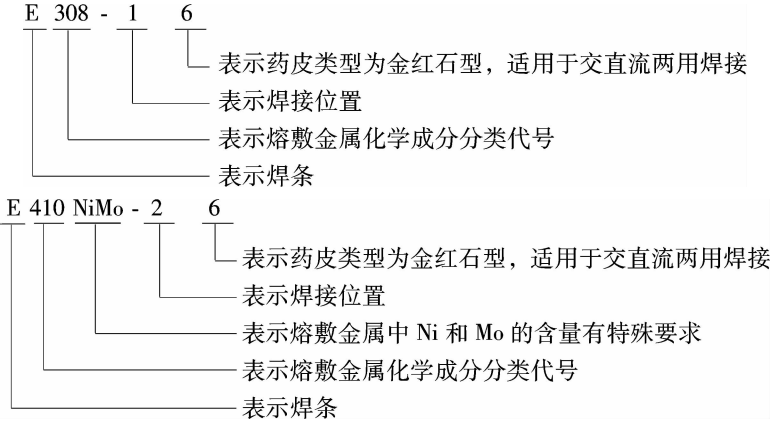 E 308 - 1 6
表示药皮类型为金红石型，适用于交直流两用焊接
表示焊接位置
表示熔敷金属化学成分分类代号
表示焊条
E 410 NiMo - 2 6
表示药皮类型为金红石型，适用于交直流两用焊接
表示焊接位置
表示熔敷金属中 Ni 和 Mo 的含量有特殊要求
表示熔敷金属化学成分分类代号
表示焊条